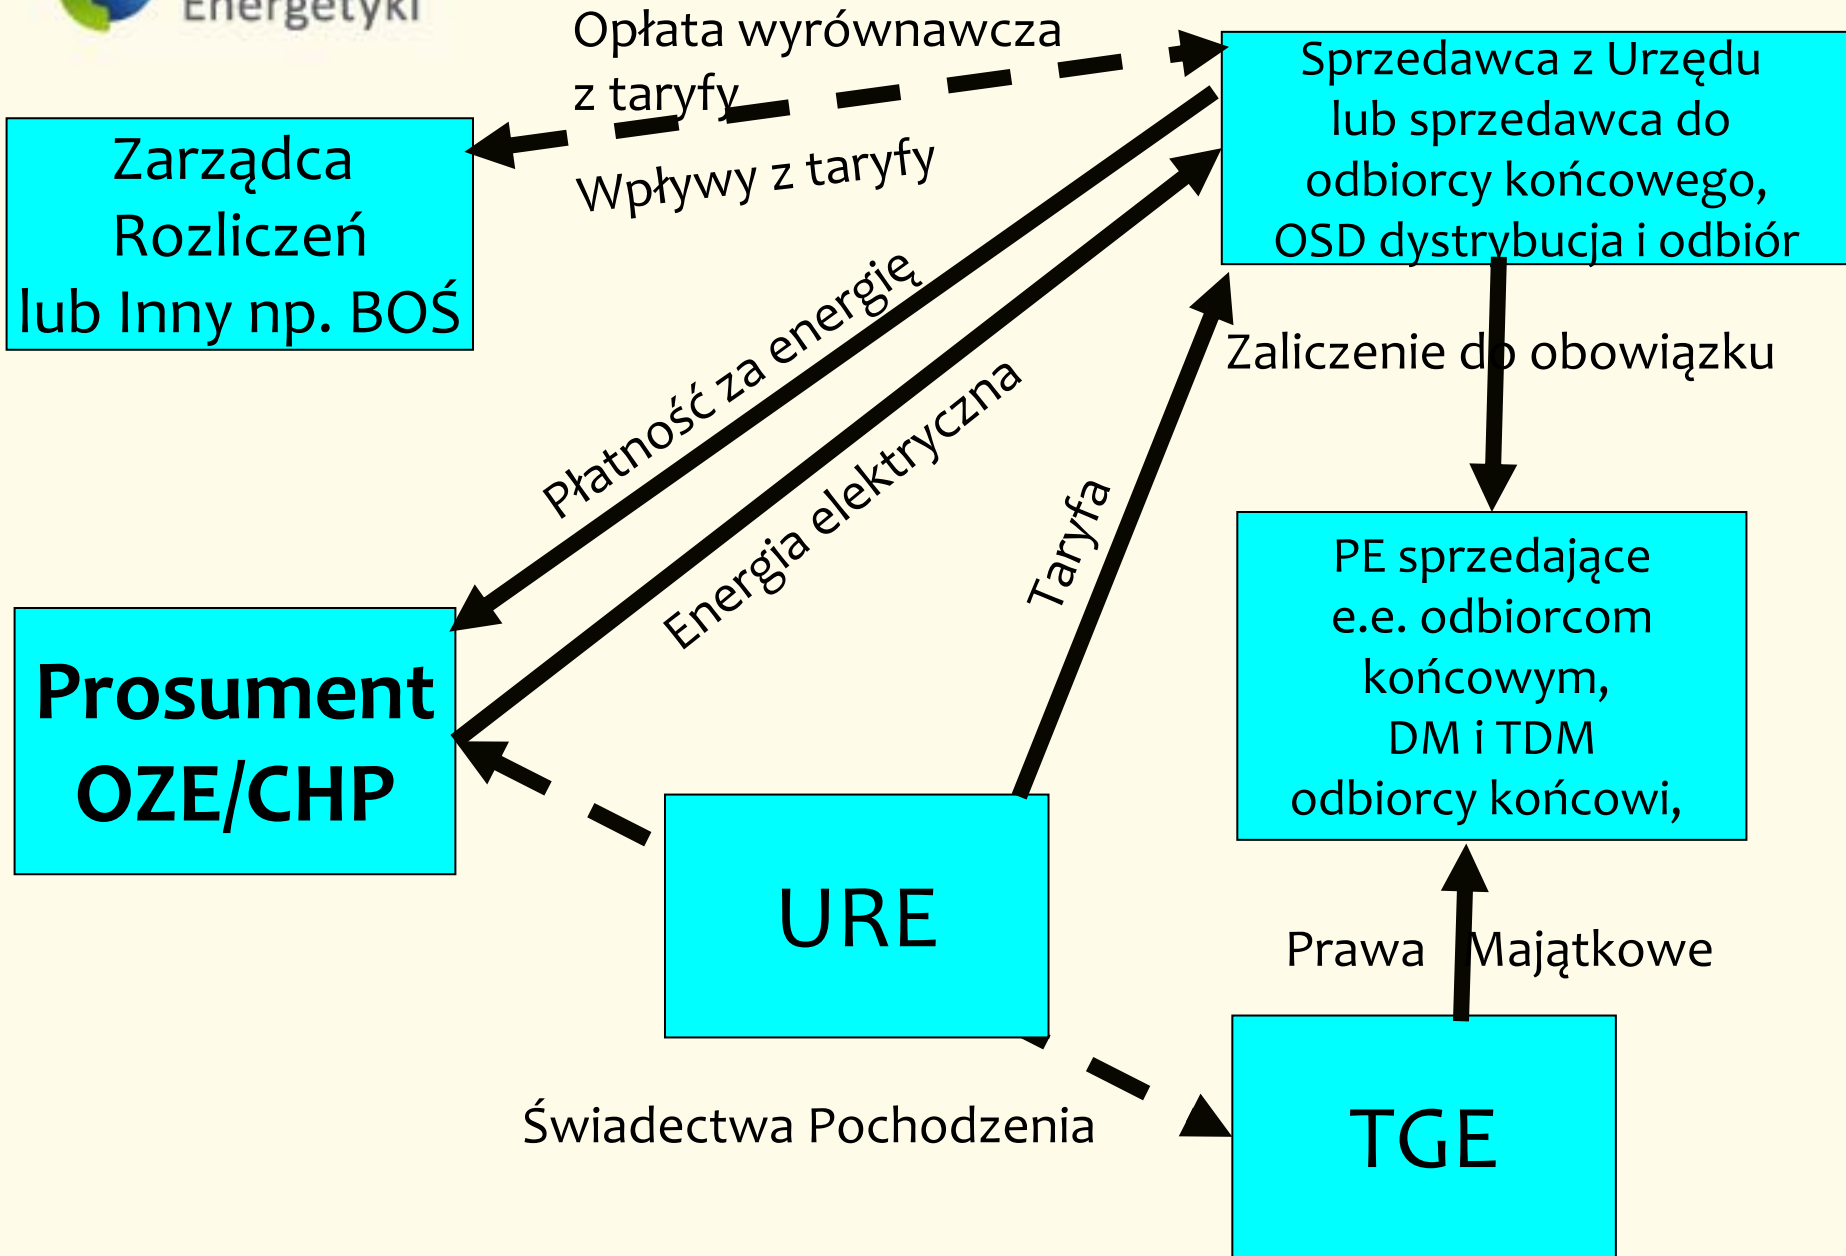 Energetyki
Opłata wyrównawcza
z taryfy
Wpływy z taryfy
Sprzedawca z Urzędu
lub sprzedawca do
odbiorcy końcowego,
OSD dystrybucja i odbiór
Zarządca
Rozliczeń
lub Inny np. BOŚ
Płatność za energię
Energia elektryczna
Taryfa
Zaliczenie do obowiązku
PE sprzedające
e.e. odbiorcom
końcowym,
DM i TDM
odbiorcy końcowi,
Prosument
OZE/CHP
URE
Prawa Majątkowe
Świadectwa Pochodzenia
TGE